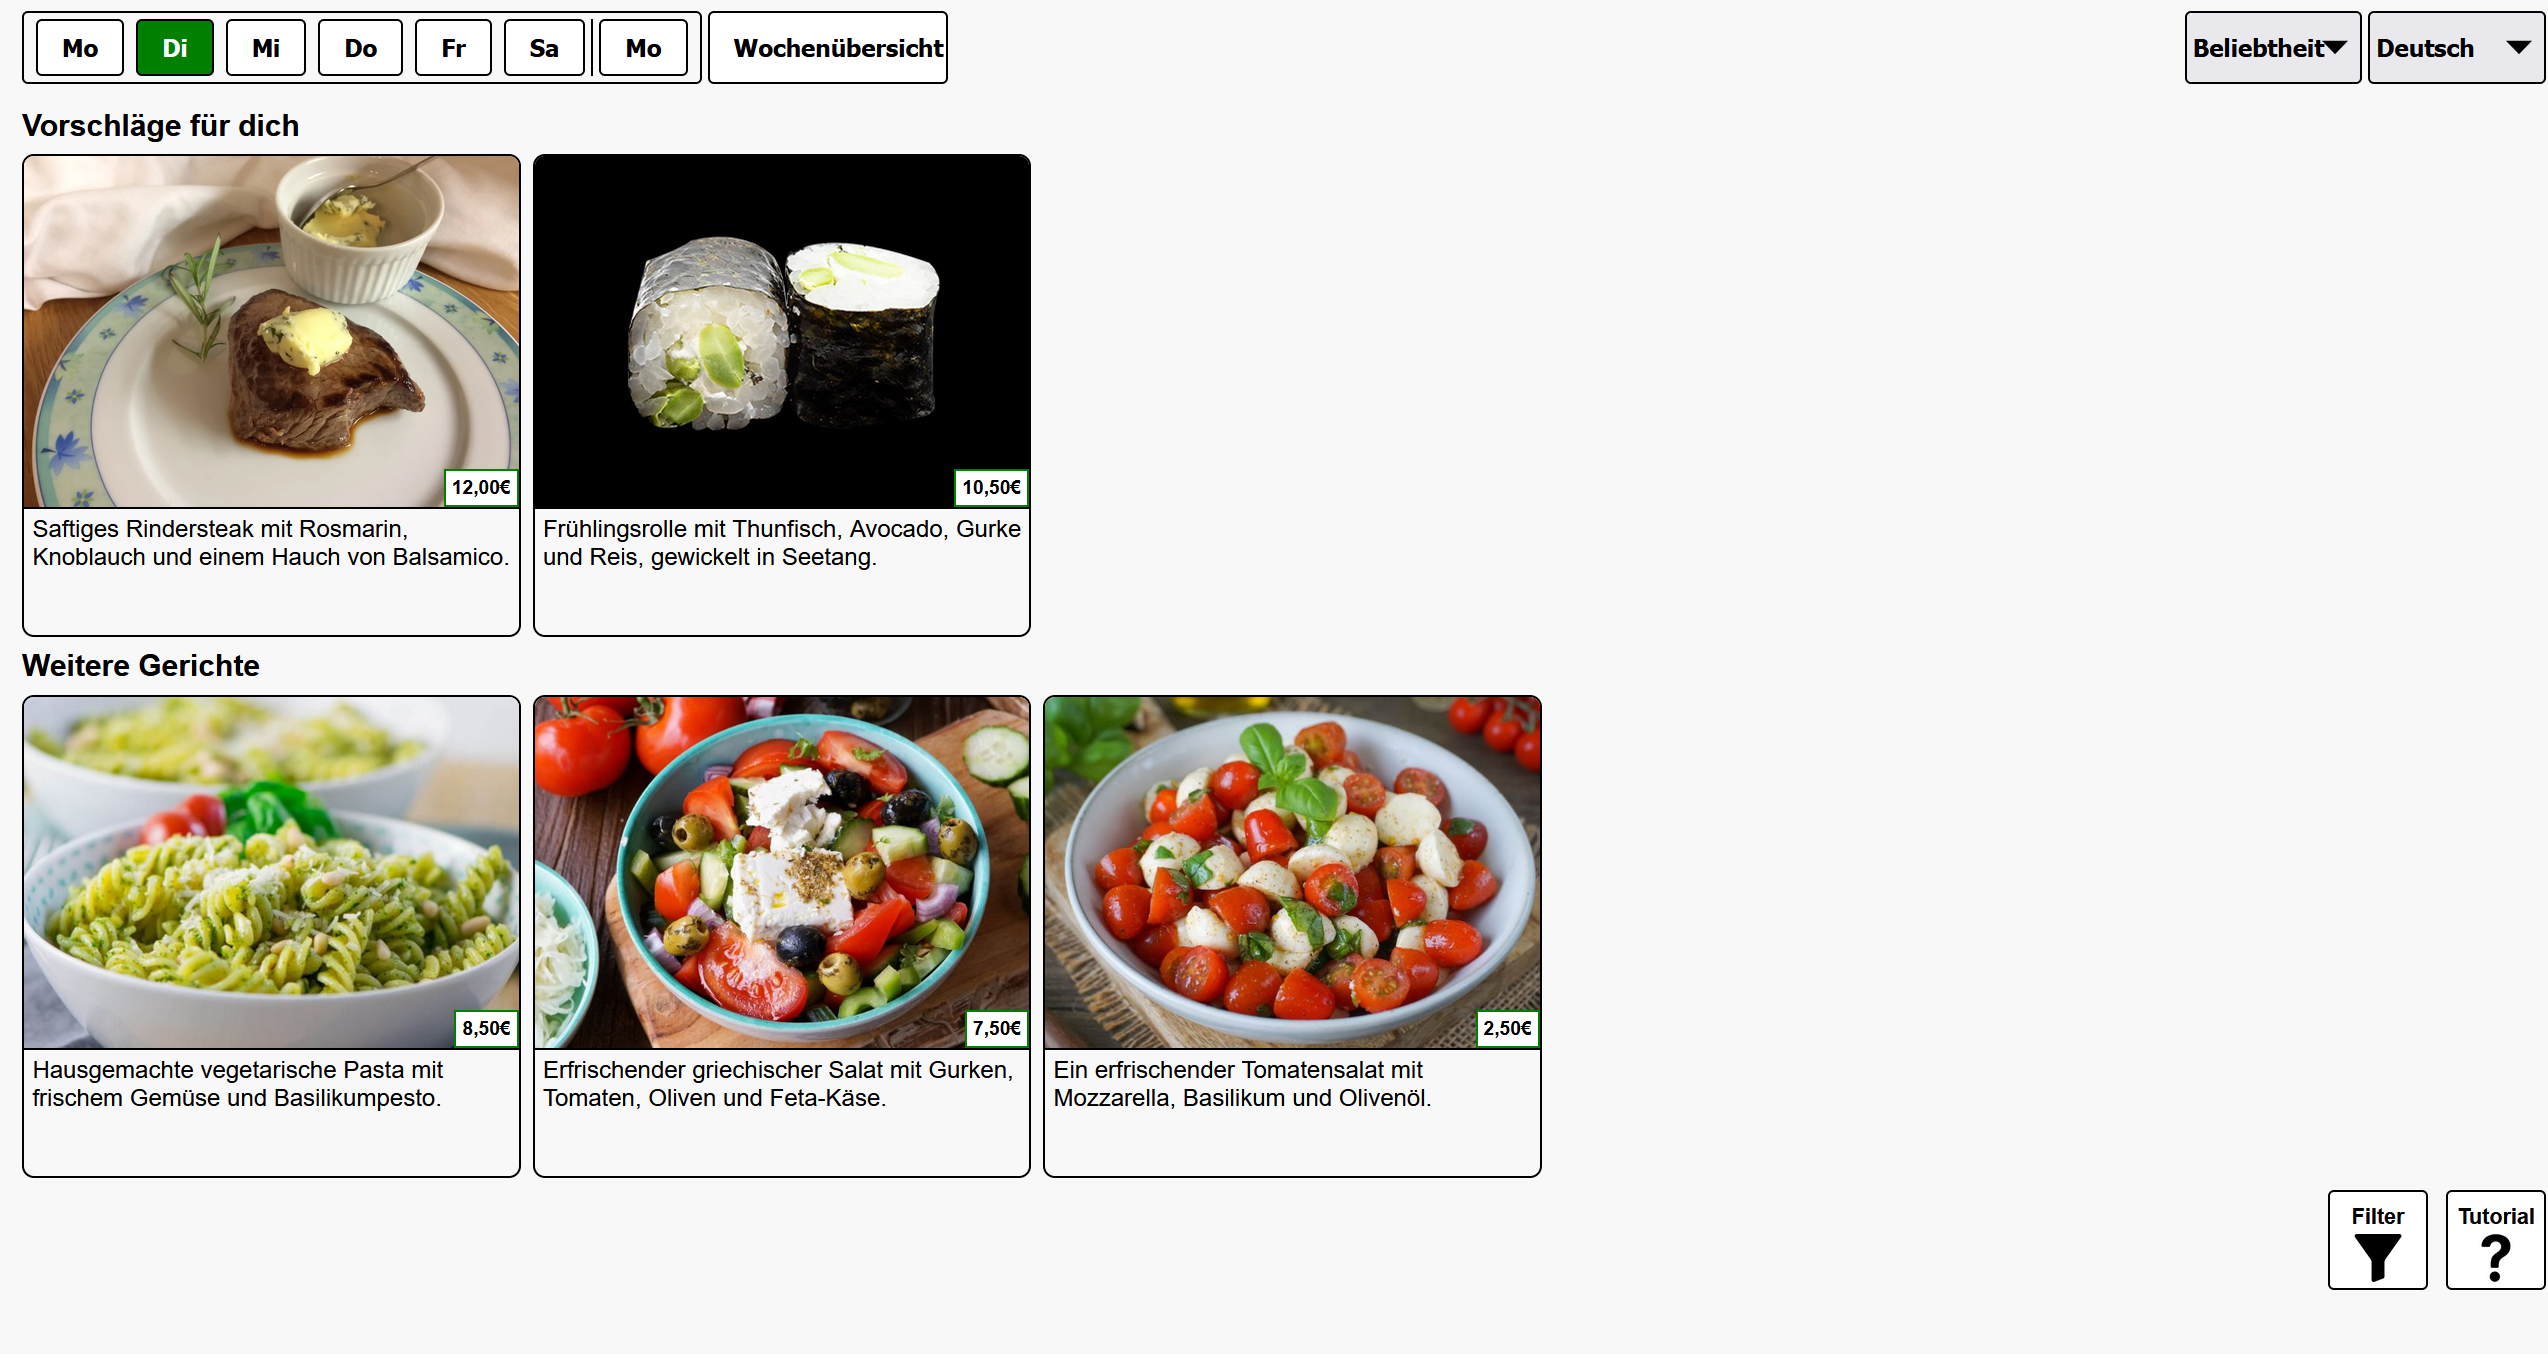 Mo Di Mi Do Fr Sa Mo Wochenübersicht Beliebtheit Deutsch
Vorschläge für dich
12,00€
Saftiges Rindersteak mit Rosmarin,
Knoblauch und einem Hauch von Balsamico.
10,50€
Frühlingsrolle mit Thunfisch, Avocado, Gurke
und Reis, gewickelt in Seetang.
Weitere Gerichte
8,50€
Hausgemachte vegetarische Pasta mit
frischem Gemüse und Basilikumpesto.
7,50€
Erfrischender griechischer Salat mit Gurken,
Tomaten, Oliven und Feta-Käse.
2,50€
Ein erfrischender Tomatensalat mit
Mozzarella, Basilikum und Olivenöl.
Filter
Tutorial
?